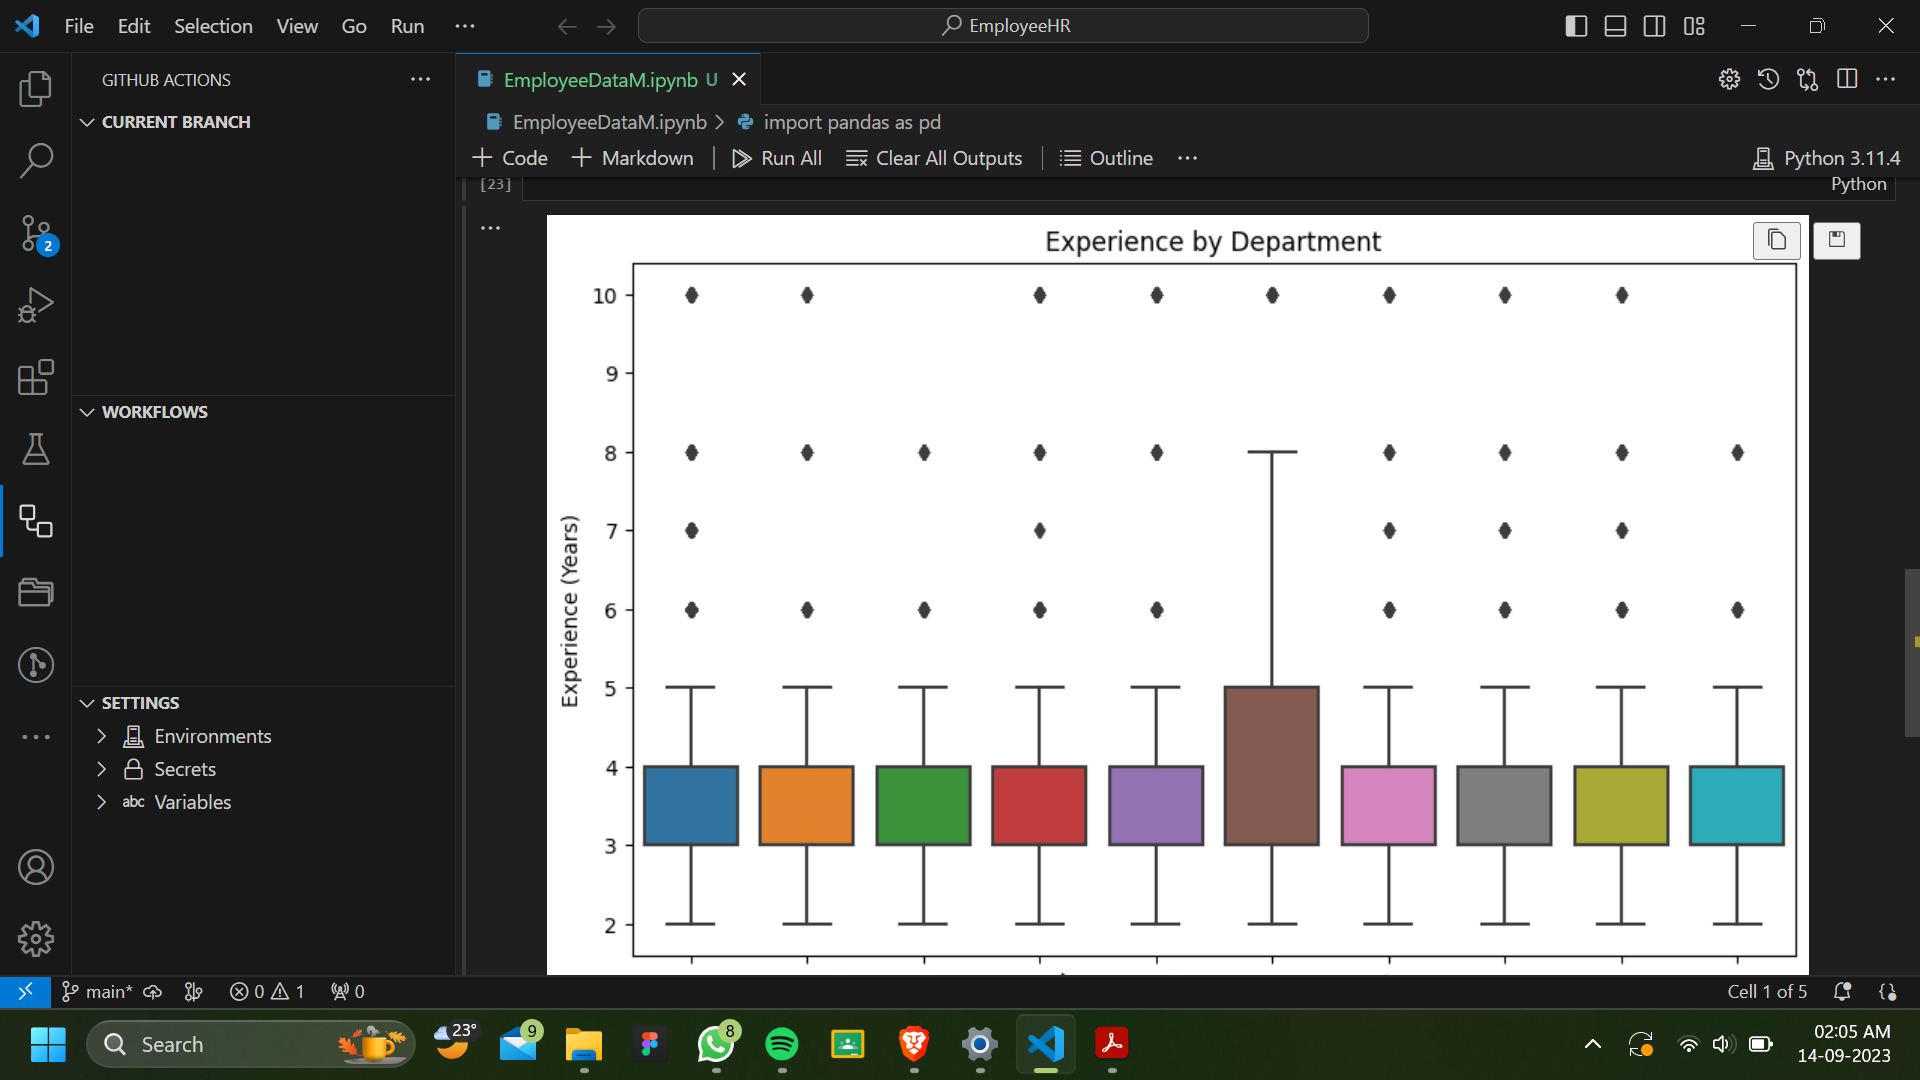 File Edit Selection View Go Run ···
EmployeeHR
GITHUB ACTIONS ···
CURRENT BRANCH
WORKFLOWS
SETTINGS
Environments
Secrets
abc Variables
2
EmployeeDataM.ipynb U
EmployeeDataM.ipynb > import pandas as pd
+ Code + Markdown Run All Clear All Outputs Outline ··· Python 3.11.4
[23] Python
Experience by Department
Experience (Years)
10
9
8
7
6
5
4
3
2
main* 0 1 0 Cell 1 of 5
Search 23° 9 8
02:05 AM
14-09-2023